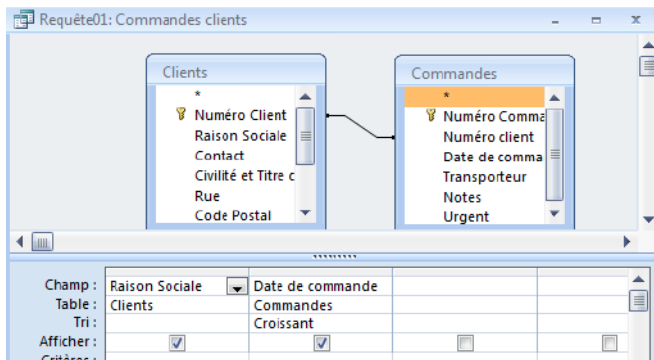 Requête01: Commandes clients
Clients
*
Numéro Client
Raison Sociale
Contact
Civilité et Titre c
Rue
Code Postal
Commandes
*
Numéro Comma
Numéro client
Date de comma
Transporteur
Notes
Urgent
Champ : Raison Sociale Date de commande
Table : Clients Commandes
Tri : Croissant
Afficher :
Critères :